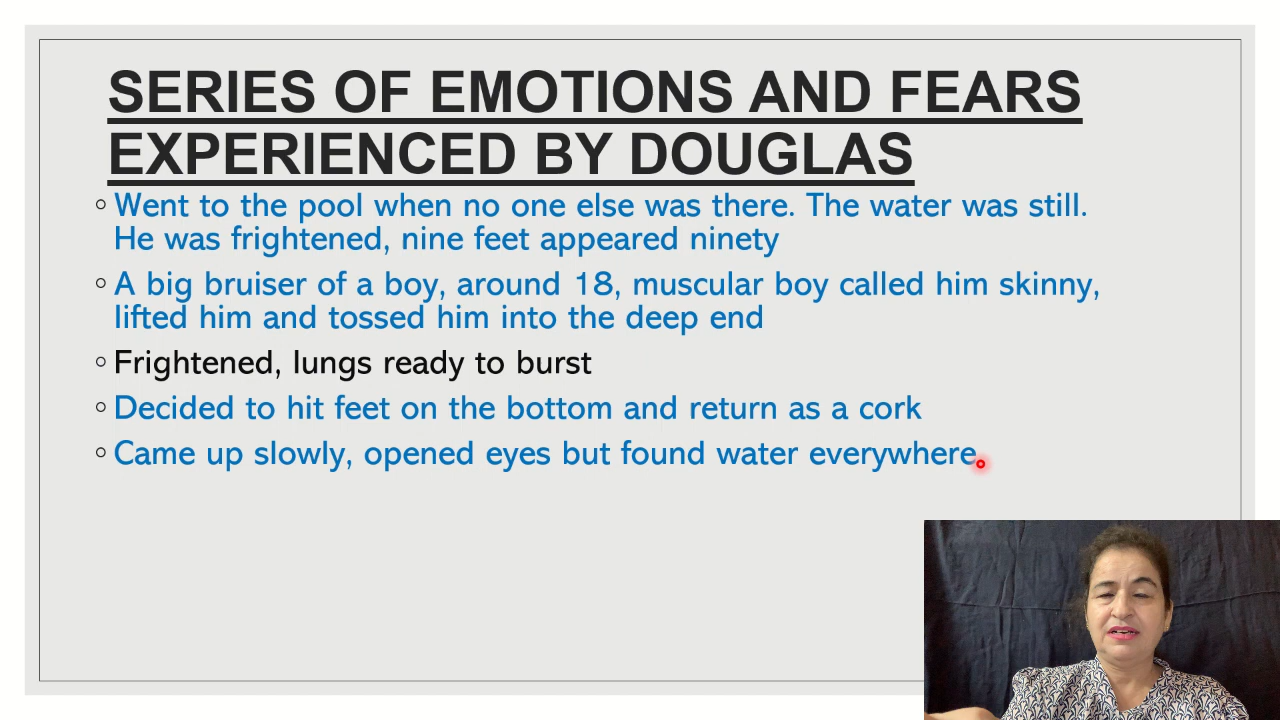 SERIES OF EMOTIONS AND FEARS
EXPERIENCED BY DOUGLAS
Went to the pool when no one else was there. The water was still.
He was frightened, nine feet appeared ninety
A big bruiser of a boy, around 18, muscular boy called him skinny,
lifted him and tossed him into the deep end
Frightened, lungs ready to burst
Decided to hit feet on the bottom and return as a cork
Came up slowly, opened eyes but found water everywhere.